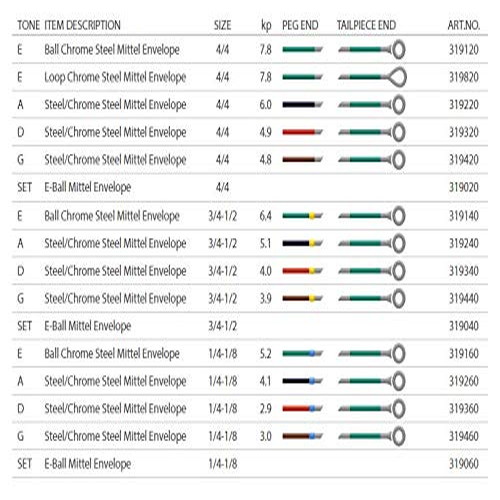 TONE ITEM DESCRIPTION SIZE kp PEG END TAILPIECE END ART.NO.
E Ball Chrome Steel Mittel Envelope 4/4 7.8 319120
E Loop Chrome Steel Mittel Envelope 4/4 7.8 319820
A Steel/Chrome Steel Mittel Envelope 4/4 6.0 319220
D Steel/Chrome Steel Mittel Envelope 4/4 4.9 319320
G Steel/Chrome Steel Mittel Envelope 4/4 4.8 319420
SET E-Ball Mittel Envelope 4/4 319020
E Ball Chrome Steel Mittel Envelope 3/4-1/2 6.4 319140
A Steel/Chrome Steel Mittel Envelope 3/4-1/2 5.1 319240
D Steel/Chrome Steel Mittel Envelope 3/4-1/2 4.0 319340
G Steel/Chrome Steel Mittel Envelope 3/4-1/2 3.9 319440
SET E-Ball Mittel Envelope 3/4-1/2 319040
E Ball Chrome Steel Mittel Envelope 1/4-1/8 5.2 319160
A Steel/Chrome Steel Mittel Envelope 1/4-1/8 4.1 319260
D Steel/Chrome Steel Mittel Envelope 1/4-1/8 2.9 319360
G Steel/Chrome Steel Mittel Envelope 1/4-1/8 3.0 319460
SET E-Ball Mittel Envelope 1/4-1/8 319060